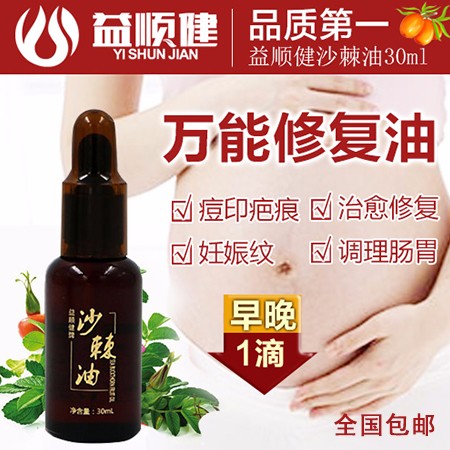 益顺健
YI SHUN JIAN
品质第一
益顺健沙棘油30ml
万能修复油
痘印疤痕 治愈修复
妊娠纹 调理肠胃
早晚
1滴
益顺健牌
沙棘油
净含量：30mL
全国包邮